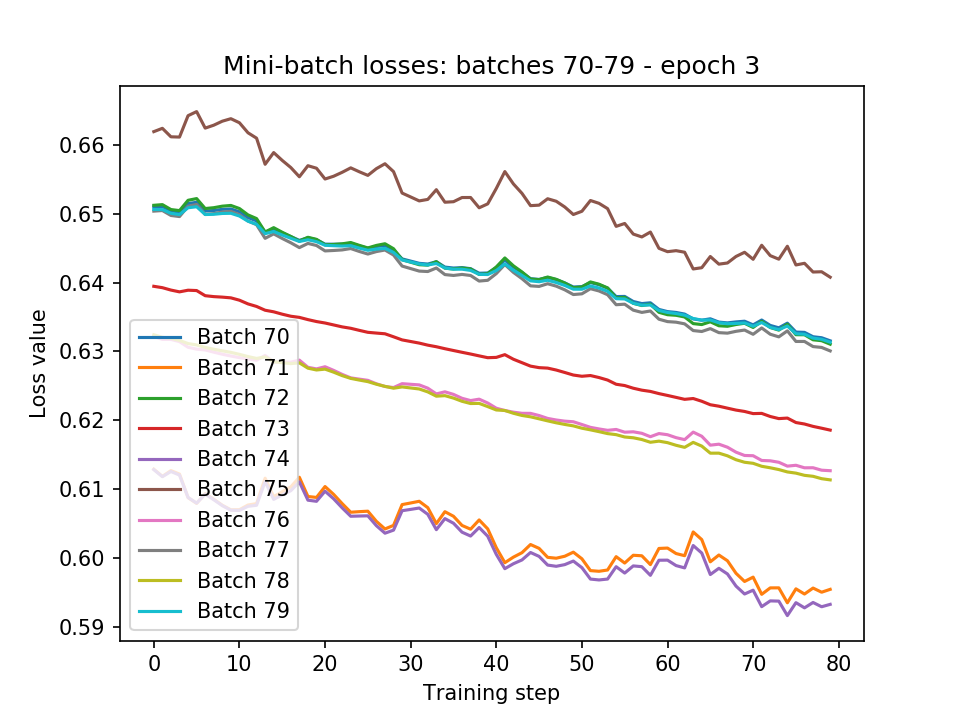 Mini-batch losses: batches 70-79 - epoch 3
Loss value
0.66
0.65
0.64
0.63
0.62
0.61
0.60
0.59
Batch 70
Batch 71
Batch 72
Batch 73
Batch 74
Batch 75
Batch 76
Batch 77
Batch 78
Batch 79
0 10 20 30 40 50 60 70 80
Training step